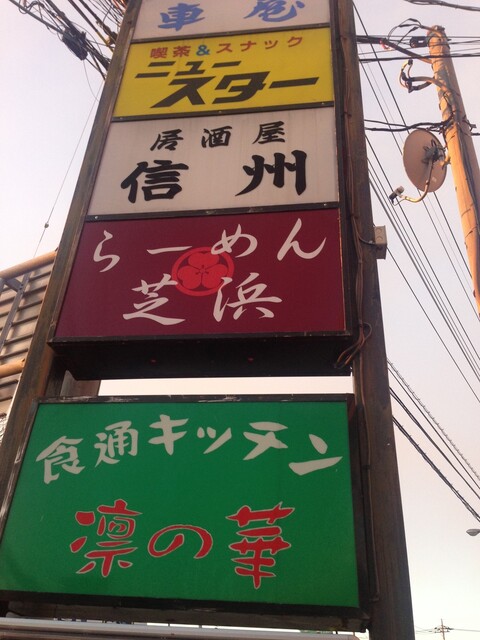 車屋
喫茶&スナック
ニュー
スター
居酒屋
信州
らーめん
芝浜
食通キッチン
凛の華